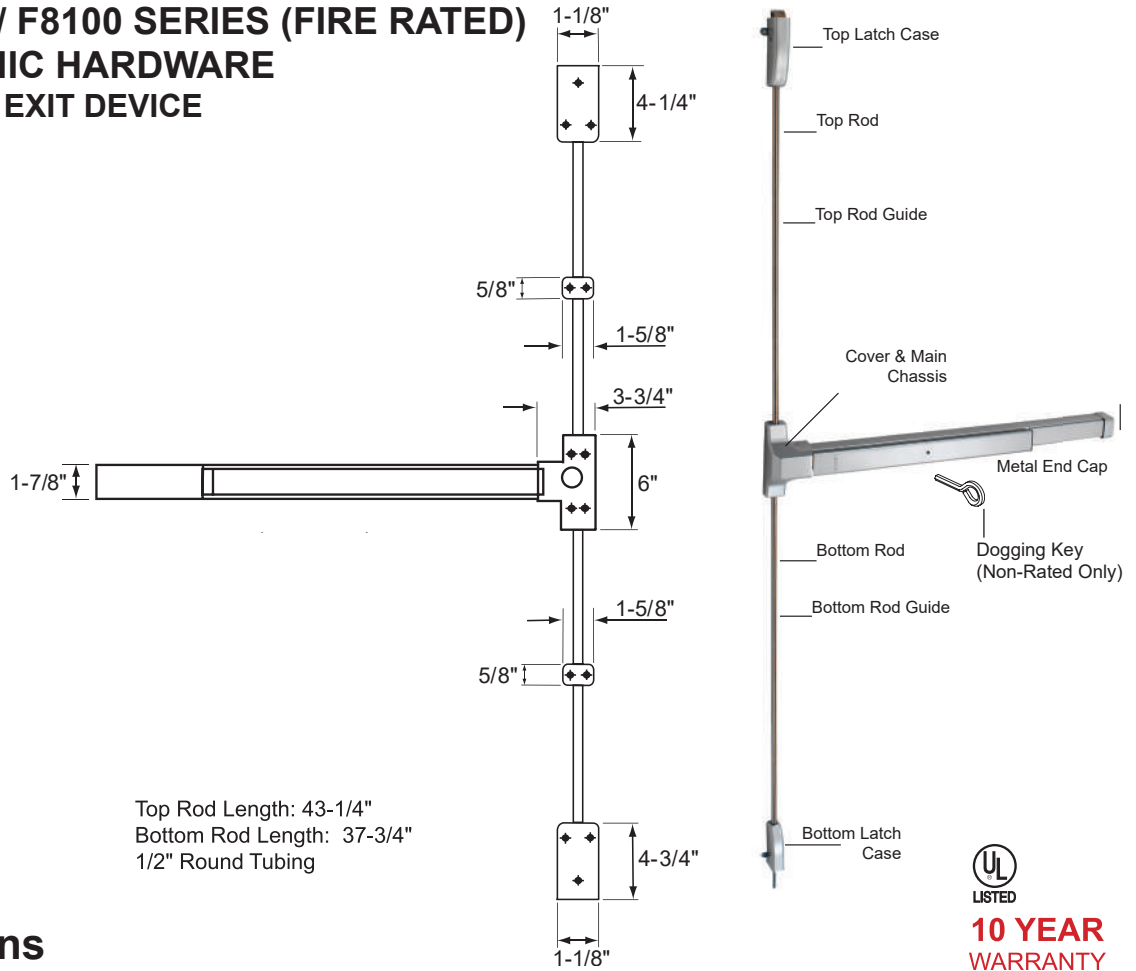 F8100 SERIES (FIRE RATED)
HARDWARE
EXIT DEVICE
1-1/8"
4-1/4"
5/8"
1-5/8"
3-3/4"
1-7/8"
6"
1-5/8"
5/8"
Top Rod Length: 43-1/4"
Bottom Rod Length: 37-3/4"
1/2" Round Tubing
4-3/4"
1-1/8"
Top Latch Case
Top Rod
Top Rod Guide
Cover & Main
Chassis
Metal End Cap
Dogging Key
(Non-Rated Only)
Bottom Rod
Bottom Rod Guide
Bottom Latch
Case
UL
LISTED
10 YEAR
WARRANTY